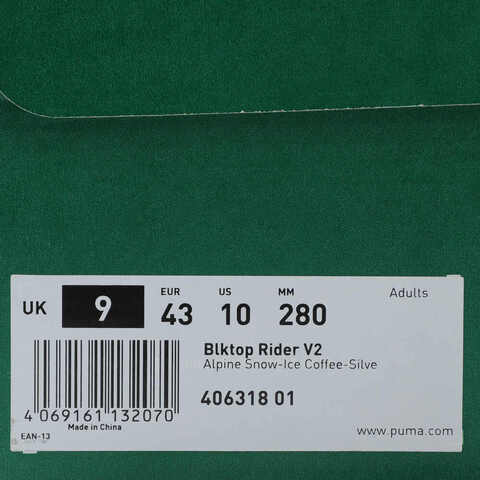 EUR US MM Adults
UK 9 43 10 280
Blktop Rider V2
Alpine Snow-Ice Coffee-Silve
406318 01
4 069161 132070
Made in China
EAN-13
www.puma.com